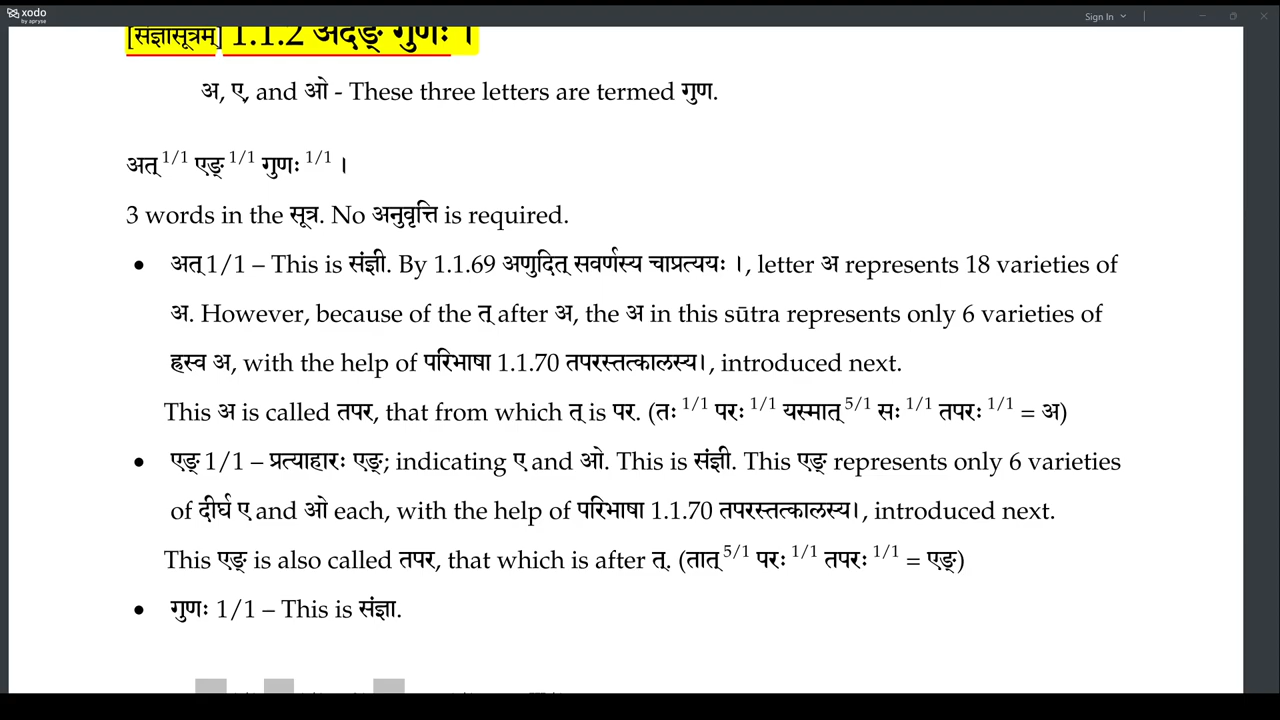 xodo
by apryse
Sign In
[संज्ञासूत्रम्] 1.1.2 अदेङ् गुणः ।
अ, ए, and ओ - These three letters are termed गुण.
अत् 1/1 एङ् 1/1 गुणः 1/1 ।
3 words in the सूत्र. No अनुवृत्ति is required.
• अत् 1/1 – This is संज्ञी. By 1.1.69 अणुदित् सवर्णस्य चाप्रत्ययः ।, letter अ represents 18 varieties of
अ. However, because of the त् after अ, the अ in this sūtra represents only 6 varieties of
ह्रस्व अ, with the help of परिभाषा 1.1.70 तपरस्तत्कालस्य।, introduced next.
This अ is called तपर, that from which त् is पर. (तः 1/1 परः 1/1 यस्मात् 5/1 सः 1/1 तपरः 1/1 = अ)
• एङ् 1/1 – प्रत्याहारः एङ्; indicating ए and ओ. This is संज्ञी. This एङ् represents only 6 varieties
of दीर्घ ए and ओ each, with the help of परिभाषा 1.1.70 तपरस्तत्कालस्य।, introduced next.
This एङ् is also called तपर, that which is after त्. (तात् 5/1 परः 1/1 तपरः 1/1 = एङ्)
• गुणः 1/1 – This is संज्ञा.